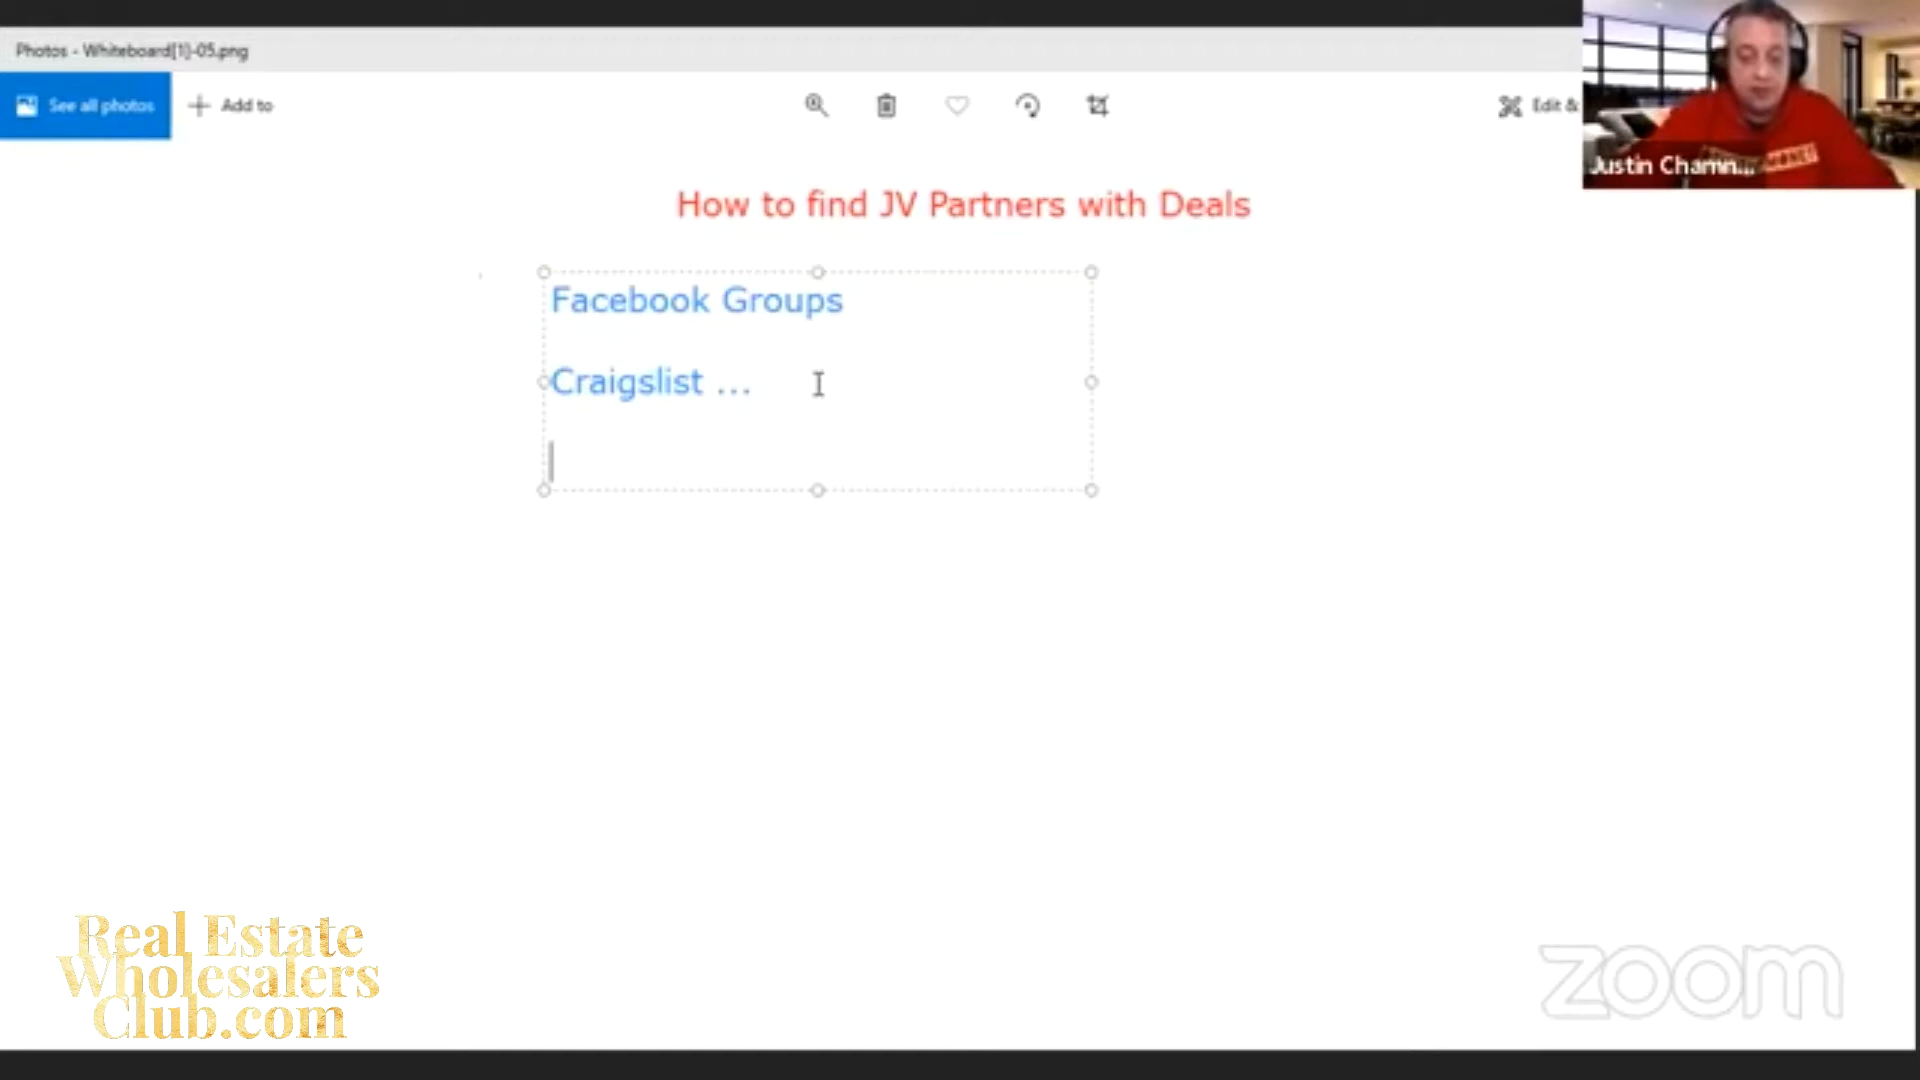 Photos - Whiteboard[1]-05.png
See all photos
Add to
Edit &
Justin Chamn...
How to find JV Partners with Deals
Facebook Groups
Craigslist ...
Real Estate
Wholesalers
Club.com
zoom